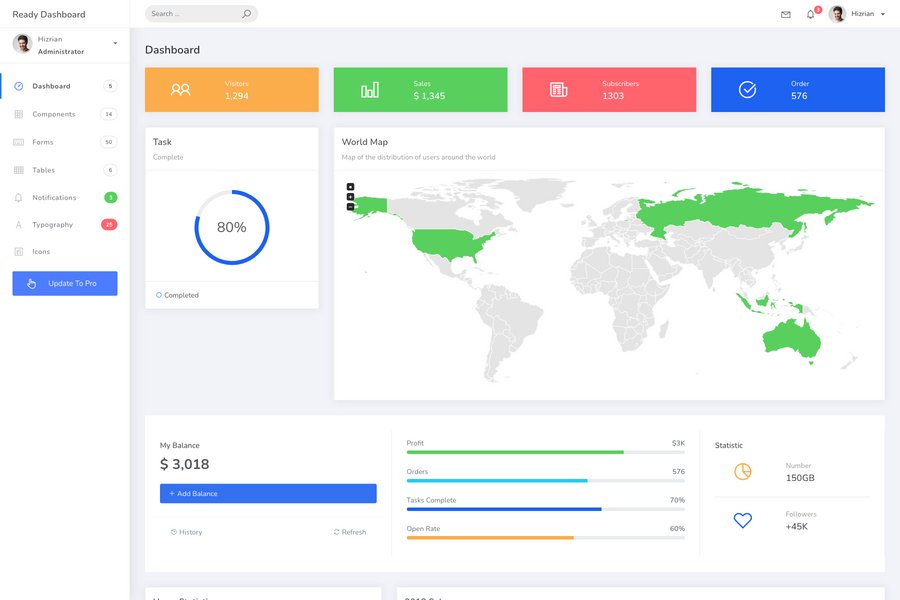 Ready Dashboard
Search ...
3
Hizrian
Hizrian
Administrator
Dashboard 5
Components 14
Forms 50
Tables 6
Notifications 3
Typography 25
Icons
Update To Pro
Dashboard
Visitors
1,294
Sales
$ 1,345
Subscribers
1303
Order
576
Task
Complete
80%
Completed
World Map
Map of the distribution of users around the world
My Balance
$ 3,018
+ Add Balance
History
Refresh
Profit $3K
Orders 576
Tasks Complete 70%
Open Rate 60%
Statistic
Number
150GB
Followers
+45K